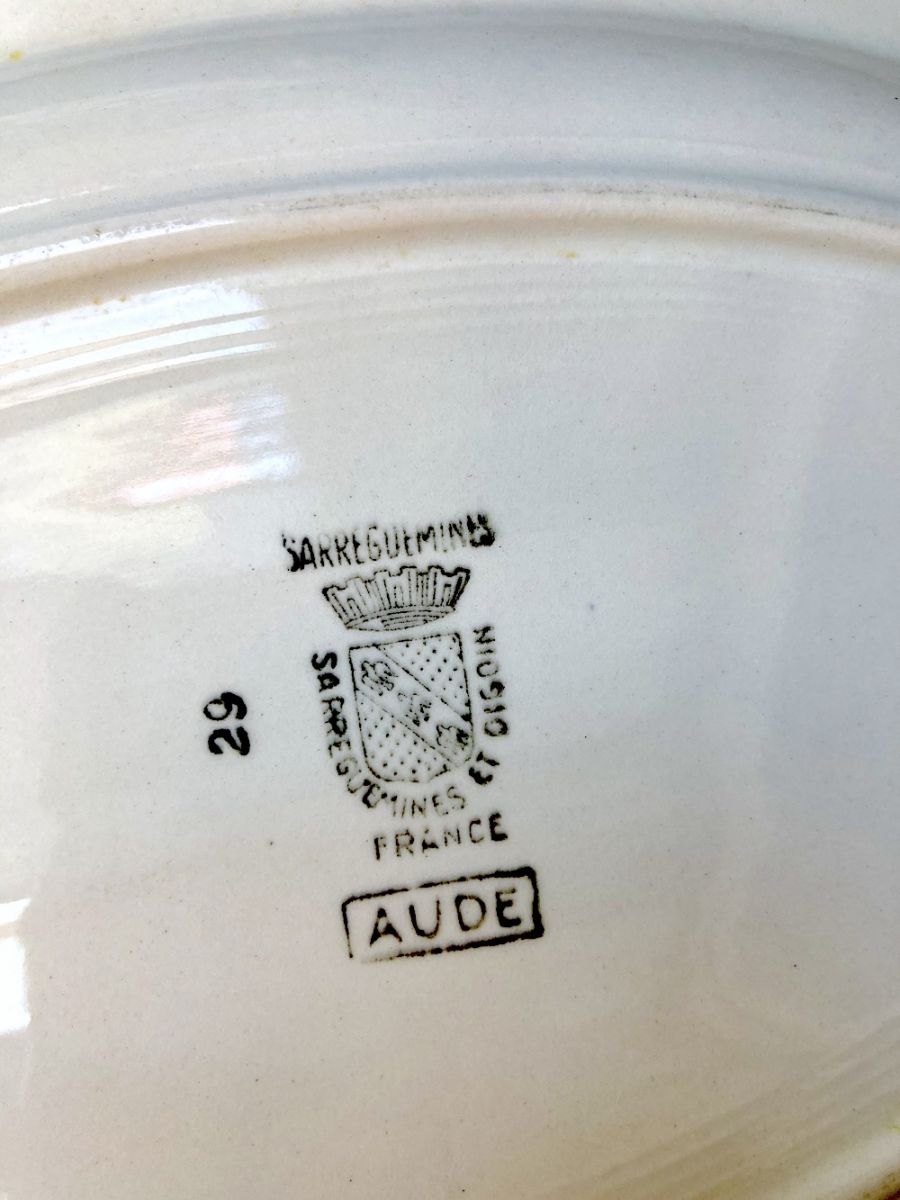 SARREGUEMINES
SARREGUEMINES ET DIGOIN
FRANCE
AUDE
29